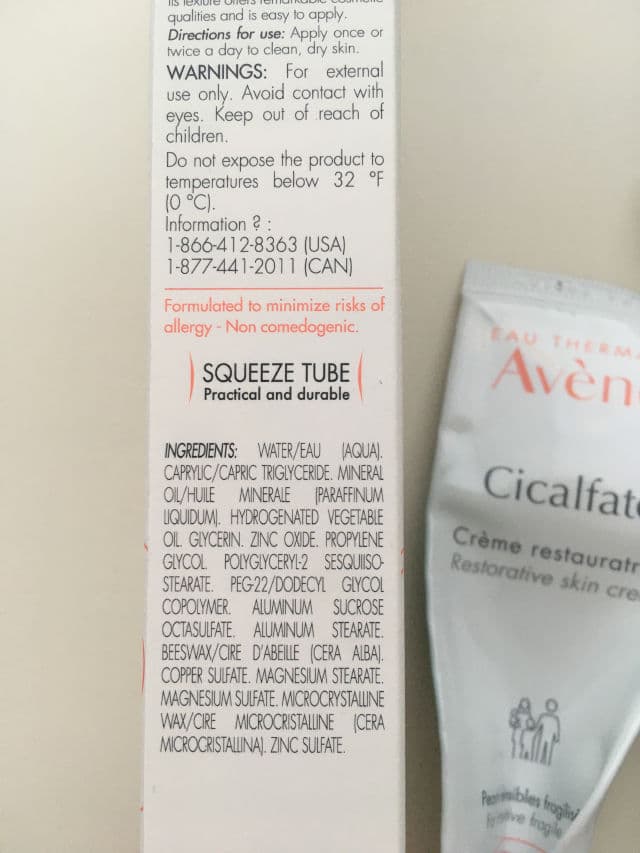 qualities and is easy to apply.
Directions for use: Apply once or
twice a day to clean, dry skin.
WARNINGS: For external
use only. Avoid contact with
eyes. Keep out of reach of
children.
Do not expose the product to
temperatures below 32 °F
(0 °C).
Information ? :
1-866-412-8363 (USA)
1-877-441-2011 (CAN)
Formulated to minimize risks of
allergy - Non comedogenic.
SQUEEZE TUBE
Practical and durable
INGREDIENTS: WATER/EAU (AQUA).
CAPRYLIC/CAPRIC TRIGLYCERIDE. MINERAL
OIL/HUILE MINERALE (PARAFFINUM
LIQUIDUM). HYDROGENATED VEGETABLE
OIL. GLYCERIN. ZINC OXIDE. PROPYLENE
GLYCOL. POLYGLYCERYL-2 SESQUIISO-
STEARATE. PEG-22/DODECYL GLYCOL
COPOLYMER. ALUMINUM SUCROSE
OCTASULFATE. ALUMINUM STEARATE.
BEESWAX/CIRE D'ABEILLE (CERA ALBA).
COPPER SULFATE. MAGNESIUM STEARATE.
MAGNESIUM SULFATE. MICROCRYSTALLINE
WAX/CIRE MICROCRISTALLINE (CERA
MICROCRISTALLINA). ZINC SULFATE.
EAU THERMA
Avèn
Cicalfat
Crème restauratr
Restorative skin cre